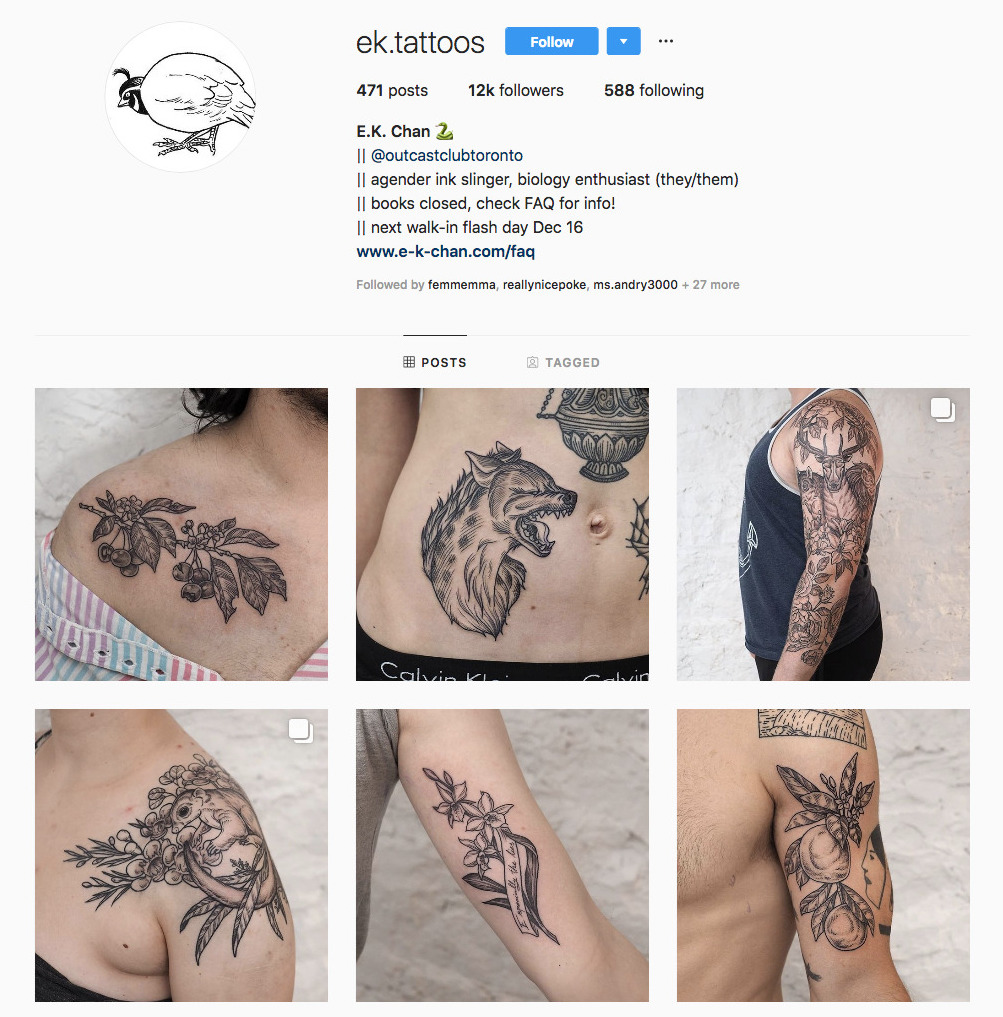 ek.tattoos Follow
471 posts 12k followers 588 following
E.K. Chan
|| @outcastclubtoronto
|| agender ink slinger, biology enthusiast (they/them)
|| books closed, check FAQ for info!
|| next walk-in flash day Dec 16
www.e-k-chan.com/faq
Followed by femmemma, reallynicepoke, ms.andry3000 + 27 more
POSTS TAGGED
Calvin Klein Calvin